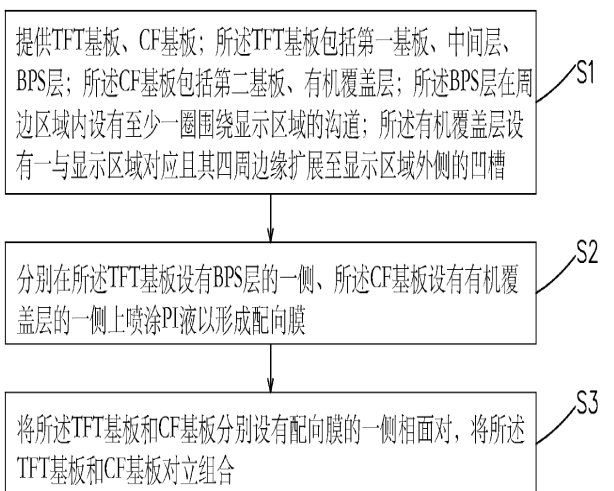 提供TFT基板、CF基板；所述TFT基板包括第一基板、中间层、
BPS层；所述CF基板包括第二基板、有机覆盖层；所述BPS层在周
边区域内设有至少一圈围绕显示区域的沟道；所述有机覆盖层设
有一与显示区域对应且其四周边缘扩展至显示区域外侧的凹槽
S1
分别在所述TFT基板设有BPS层的一侧、所述CF基板设有有机覆
盖层的一侧上喷涂PI液以形成配向膜
S2
将所述TFT基板和CF基板分别设有配向膜的一侧相面对，将所述
TFT基板和CF基板对立组合
S3